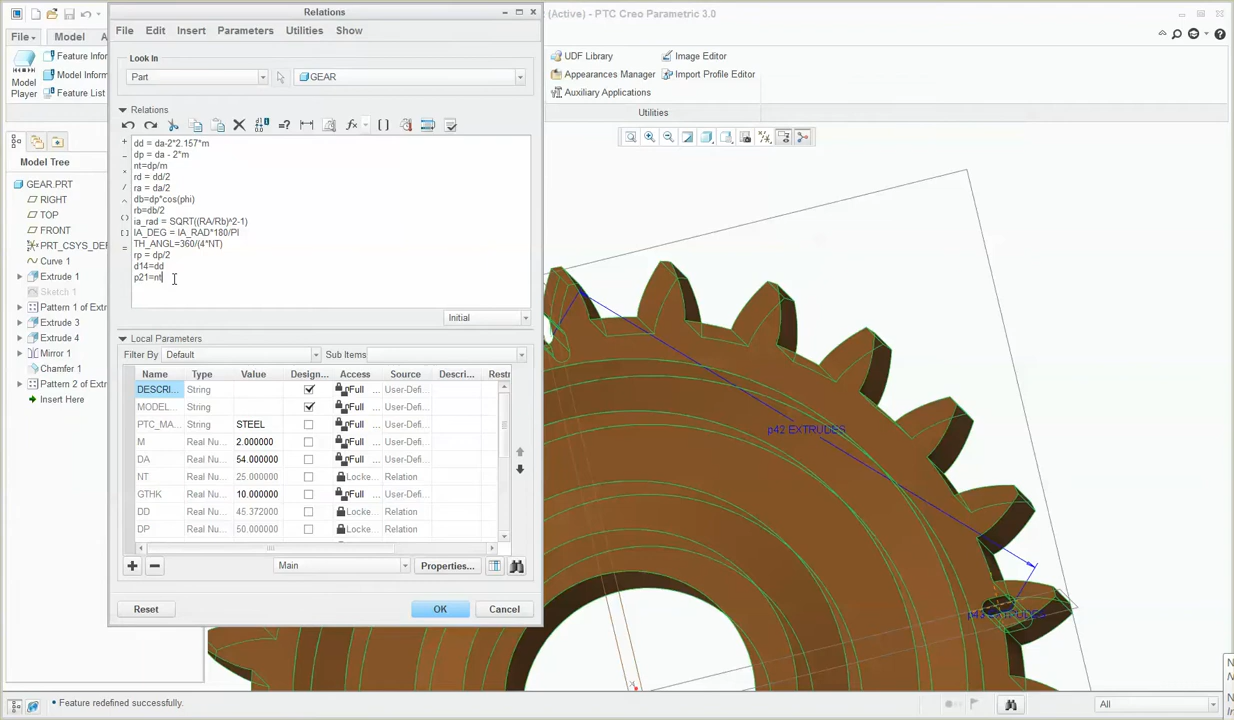 Relations
(Active) - PTC Creo Parametric 3.0
File Edit Insert Parameters Utilities Show
File Model A
Look In
Part GEAR
Model Player
Feature Infor
Model Inform
Feature List
UDF Library Image Editor
Appearances Manager Import Profile Editor
Auxiliary Applications
Utilities
Relations
dd = da-2*2.157*m
dp = da - 2*m
nt=dp/m
rd = dd/2
ra = da/2
db=dp*cos(phi)
rb=db/2
ia_rad = SQRT((RA/Rb)^2-1)
IA_DEG = IA_RAD*180/PI
TH_ANGL=360/(4*NT)
rp = dp/2
d14=dd
p21=nt
Initial
Model Tree
GEAR.PRT
RIGHT
TOP
FRONT
PRT_CSYS_DEF
Curve 1
Extrude 1
Sketch 1
Pattern 1 of Extr
Extrude 3
Extrude 4
Mirror 1
Chamfer 1
Pattern 2 of Extr
Insert Here
Local Parameters
Filter By Default Sub Items
Name Type Value Design... Access Source Descri... Restr
DESCRI... String Full ... User-Defi...
MODEL... String Full ... User-Defi...
PTC_MA... String STEEL Full ... User-Defi...
M Real Nu... 2.000000 Full ... User-Defi...
DA Real Nu... 54.000000 Full ... User-Defi...
NT Real Nu... 25.000000 Locke... Relation
GTHK Real Nu... 10.000000 Full ... User-Defi...
DD Real Nu... 45.372000 Locke... Relation
DP Real Nu... 50.000000 Locke... Relation
Main Properties...
Reset OK Cancel
p42 EXTRUDES
p43 EXTRUDES
Feature redefined successfully.
All